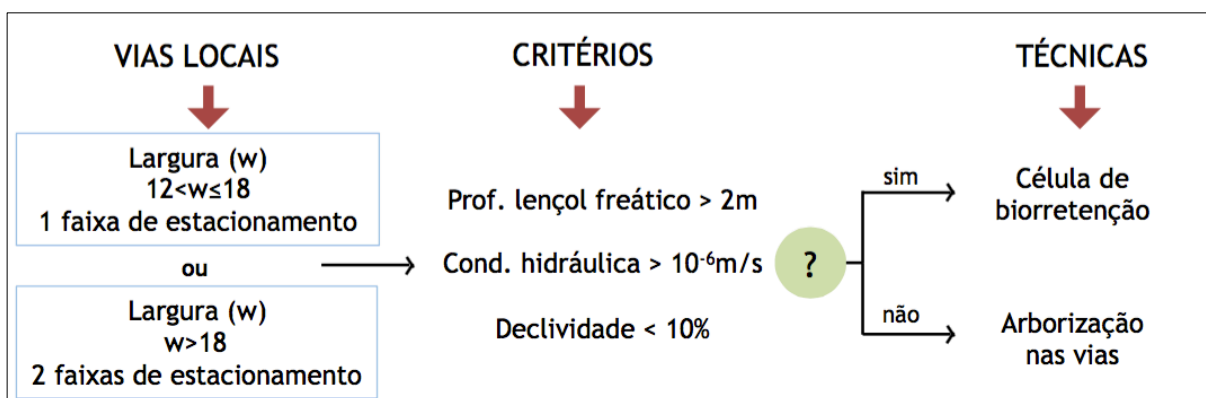 VIAS LOCAIS
Largura (w)
12<w≤18
1 faixa de estacionamento
ou
Largura (w)
w>18
2 faixas de estacionamento
CRITÉRIOS
Prof. lençol freático > 2m
Cond. hidráulica > 10⁻⁶m/s
Declividade < 10%
?
sim
não
TÉCNICAS
Célula de
biorretenção
Arborização
nas vias